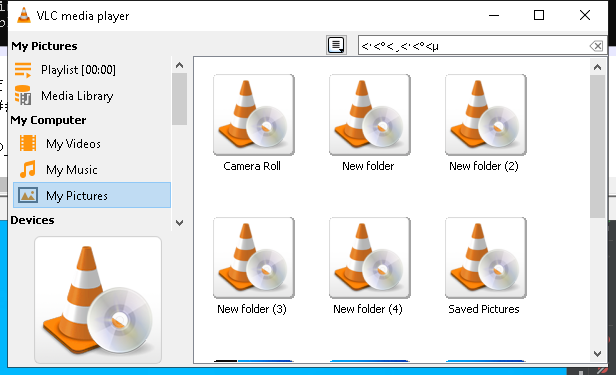 VLC media player
My Pictures
<·<°<¸<·<°<µ
Playlist [00:00]
Media Library
My Computer
My Videos
My Music
My Pictures
Devices
Camera Roll
New folder
New folder (2)
New folder (3)
New folder (4)
Saved Pictures